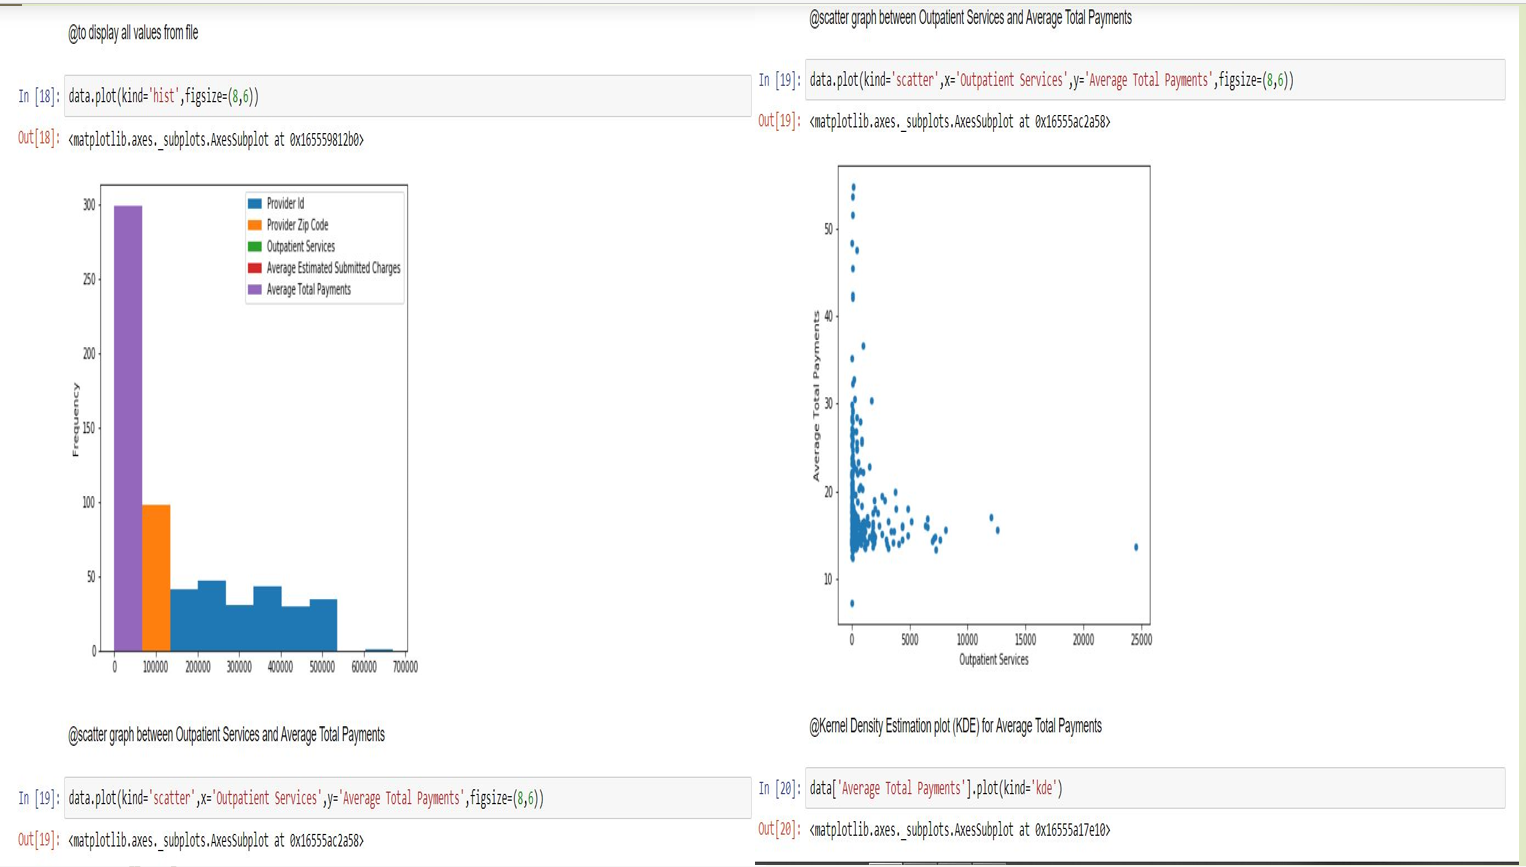 @to display all values from file
In [18]: data.plot(kind='hist',figsize=(8,6))
Out[18]: <matplotlib.axes._subplots.AxesSubplot at 0x165559812b0>
300
250
200
150
100
50
0
Frequency
Provider Id
Provider Zip Code
Outpatient Services
Average Estimated Submitted Charges
Average Total Payments
0 100000 200000 300000 400000 500000 600000 700000
@scatter graph between Outpatient Services and Average Total Payments
In [19]: data.plot(kind='scatter',x='Outpatient Services',y='Average Total Payments',figsize=(8,6))
Out[19]: <matplotlib.axes._subplots.AxesSubplot at 0x16555ac2a58>
@scatter graph between Outpatient Services and Average Total Payments
In [19]: data.plot(kind='scatter',x='Outpatient Services',y='Average Total Payments',figsize=(8,6))
Out[19]: <matplotlib.axes._subplots.AxesSubplot at 0x16555ac2a58>
50
40
30
20
10
Average Total Payments
0 5000 10000 15000 20000 25000
Outpatient Services
@Kernel Density Estimation plot (KDE) for Average Total Payments
In [20]: data['Average Total Payments'].plot(kind='kde')
Out[20]: <matplotlib.axes._subplots.AxesSubplot at 0x16555a17e10>